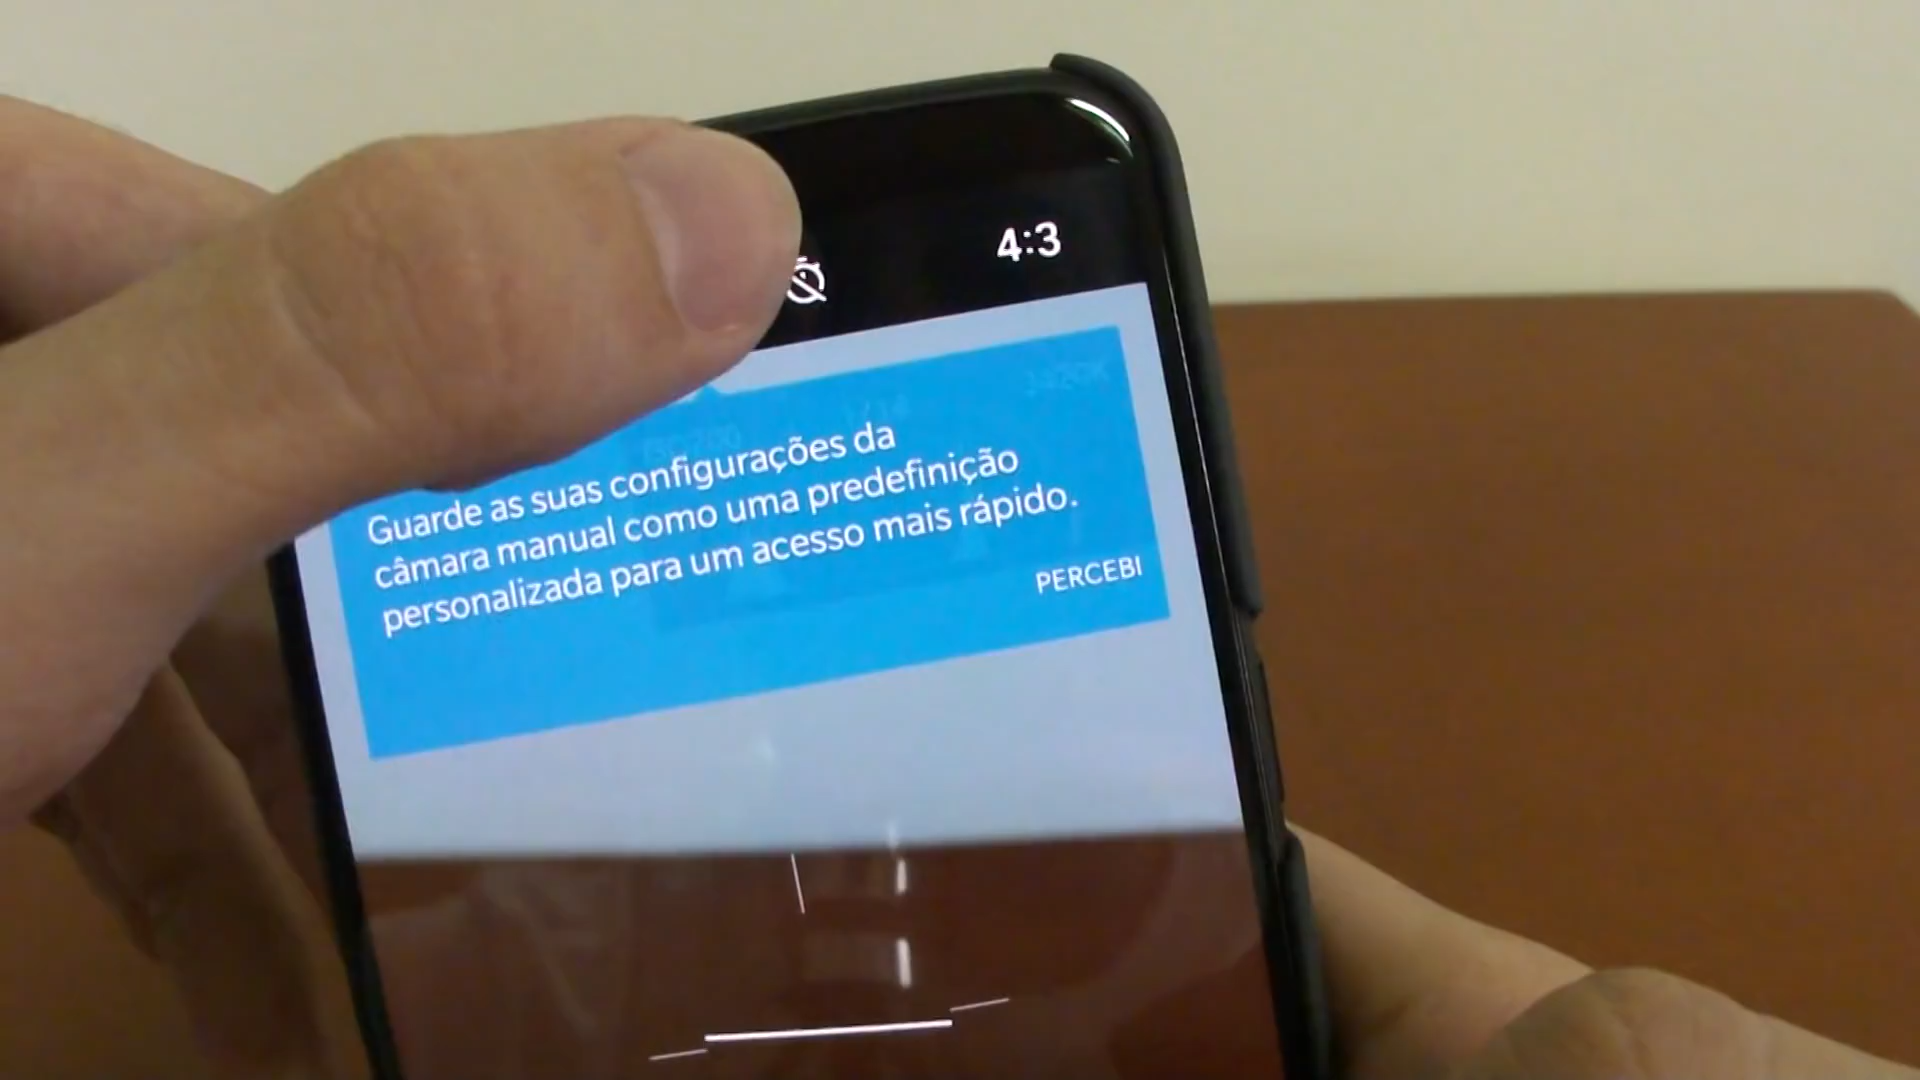 4:3
Guarde as suas configurações da
câmara manual como uma predefinição
personalizada para um acesso mais rápido.
PERCEBI